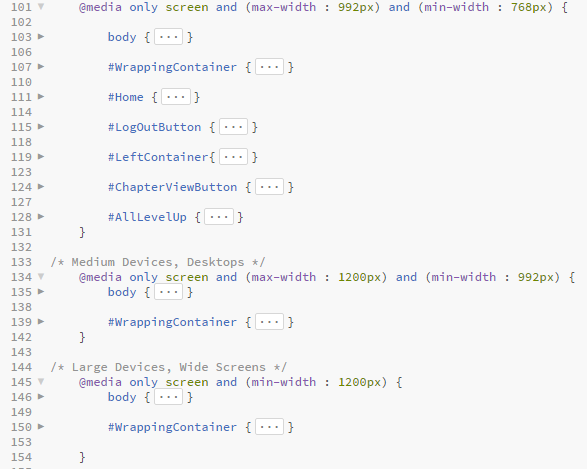 101 @media only screen and (max-width : 992px) and (min-width : 768px) {
102
103 body { ··· }
106
107 #WrappingContainer { ··· }
110
111 #Home { ··· }
114
115 #LogOutButton { ··· }
118
119 #LeftContainer{ ··· }
123
124 #ChapterViewButton { ··· }
127
128 #AllLevelUp { ··· }
131 }
132
133 /* Medium Devices, Desktops */
134 @media only screen and (max-width : 1200px) and (min-width : 992px) {
135 body { ··· }
138
139 #WrappingContainer { ··· }
142 }
143
144 /* Large Devices, Wide Screens */
145 @media only screen and (min-width : 1200px) {
146 body { ··· }
149
150 #WrappingContainer { ··· }
153
154 }